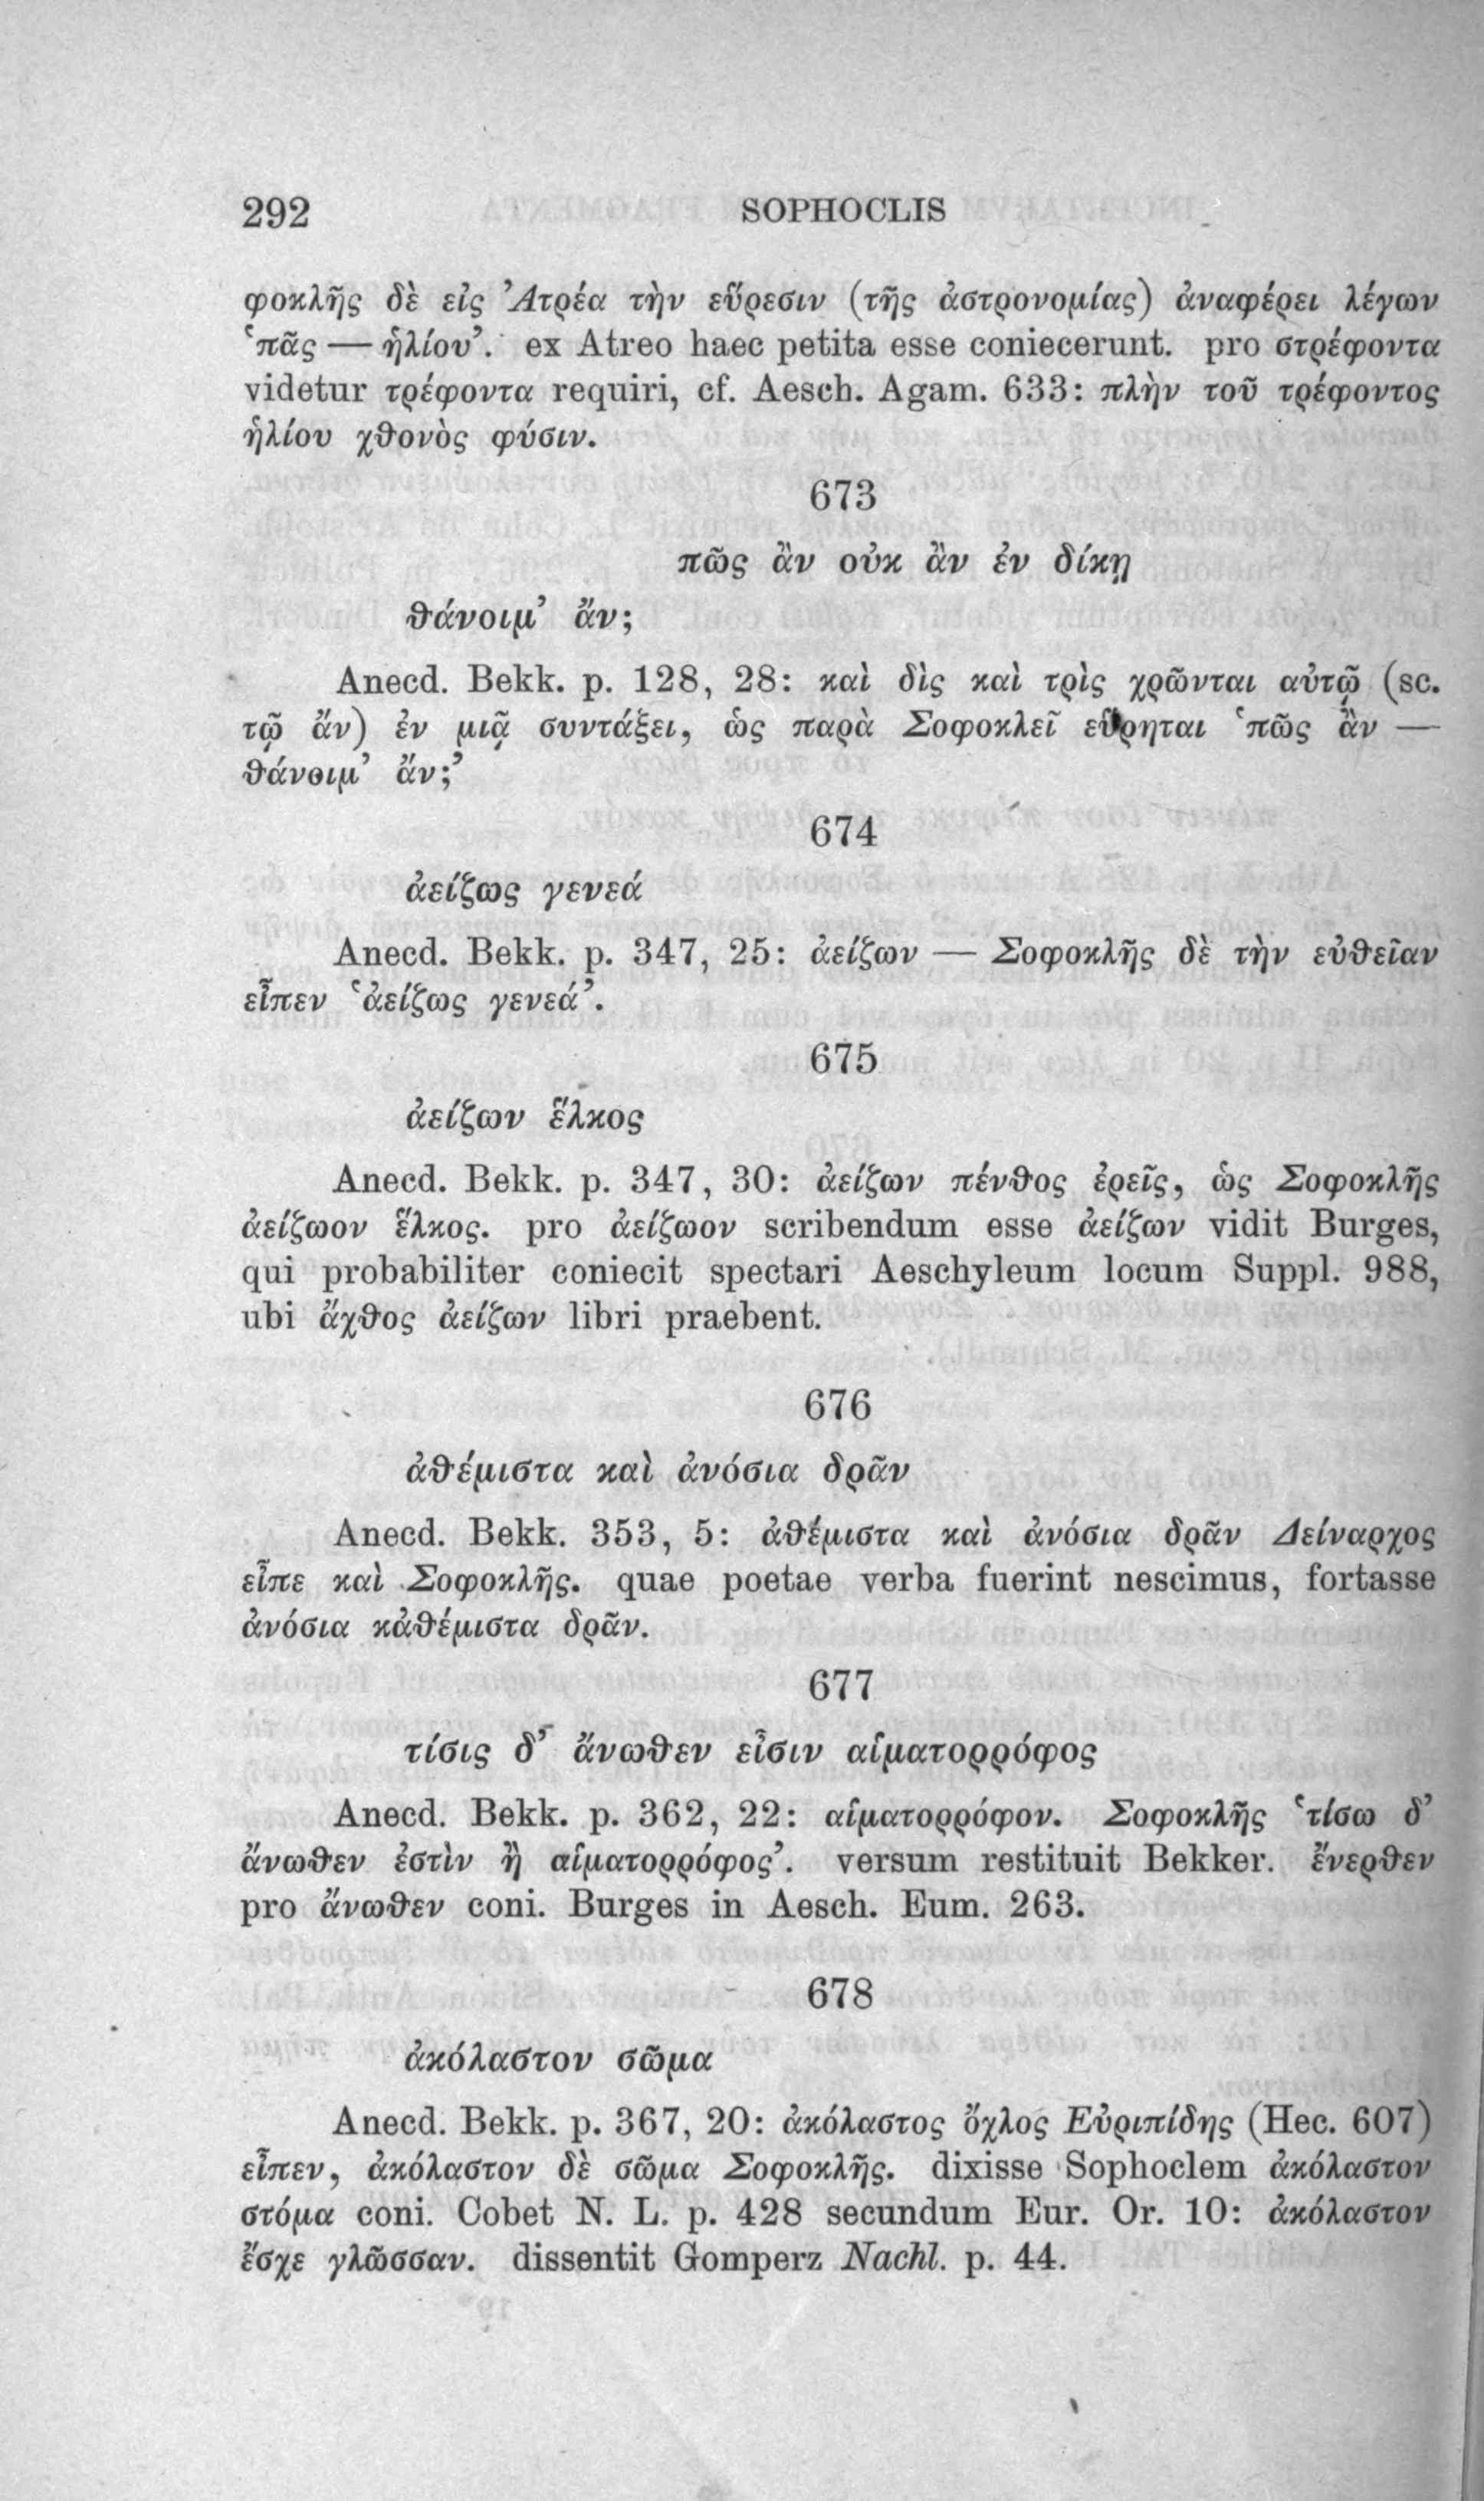 292 SOPHOCLIS
φοκλῆς δὲ εἰς Ἀτρέα τὴν εὕρεσιν (τῆς ἀστρονομίας) ἀναφέρει λέγων
‘πᾶς — ἡλίου’. ex Atreo haec petita esse coniecerunt. pro στρέφοντα
videtur τρέφοντα requiri, cf. Aesch. Agam. 633: πλὴν τοῦ τρέφοντος
ἡλίου χθονὸς φύσιν.
673
πῶς ἂν οὐκ ἂν ἐν δίκῃ
θάνοιμ’ ἄν;
Anecd. Bekk. p. 128, 28: καὶ δὶς καὶ τρὶς χρῶνται αὐτῷ (sc.
τῷ ἄν) ἐν μιᾷ συντάξει, ὡς παρὰ Σοφοκλεῖ εὕρηται ‘πῶς ἂν —
θάνοιμ’ ἄν;’
674
ἀείζως γενεά
Anecd. Bekk. p. 347, 25: ἀείζων — Σοφοκλῆς δὲ τὴν εὐθεῖαν
εἶπεν ‘ἀείζως γενεά’.
675
ἀείζων ἕλκος
Anecd. Bekk. p. 347, 30: ἀείζων πένθος ἐρεῖς, ὡς Σοφοκλῆς
ἀείζωον ἕλκος. pro ἀείζωον scribendum esse ἀείζων vidit Burges,
qui probabiliter coniecit spectari Aeschyleum locum Suppl. 988,
ubi ἄχθος ἀείζων libri praebent.
676
ἀθέμιστα καὶ ἀνόσια δρᾶν
Anecd. Bekk. 353, 5: ἀθέμιστα καὶ ἀνόσια δρᾶν Δείναρχος
εἶπε καὶ Σοφοκλῆς. quae poetae verba fuerint nescimus, fortasse
ἀνόσια κἀθέμιστα δρᾶν.
677
τίσις δ’ ἄνωθεν εἶσιν αἱματορρόφος
Anecd. Bekk. p. 362, 22: αἱματορρόφον. Σοφοκλῆς ‘τίσω δ’
ἄνωθεν ἐστὶν ἢ αἱματορρόφος’. versum restituit Bekker. ἔνερθεν
pro ἄνωθεν coni. Burges in Aesch. Eum. 263.
678
ἀκόλαστον σῶμα
Anecd. Bekk. p. 367, 20: ἀκόλαστος ὄχλος Εὐριπίδης (Hec. 607)
εἶπεν, ἀκόλαστον δὲ σῶμα Σοφοκλῆς. dixisse Sophoclem ἀκόλαστον
στόμα coni. Cobet N. L. p. 428 secundum Eur. Or. 10: ἀκόλαστον
ἔσχε γλῶσσαν. dissentit Gomperz Nachl. p. 44.